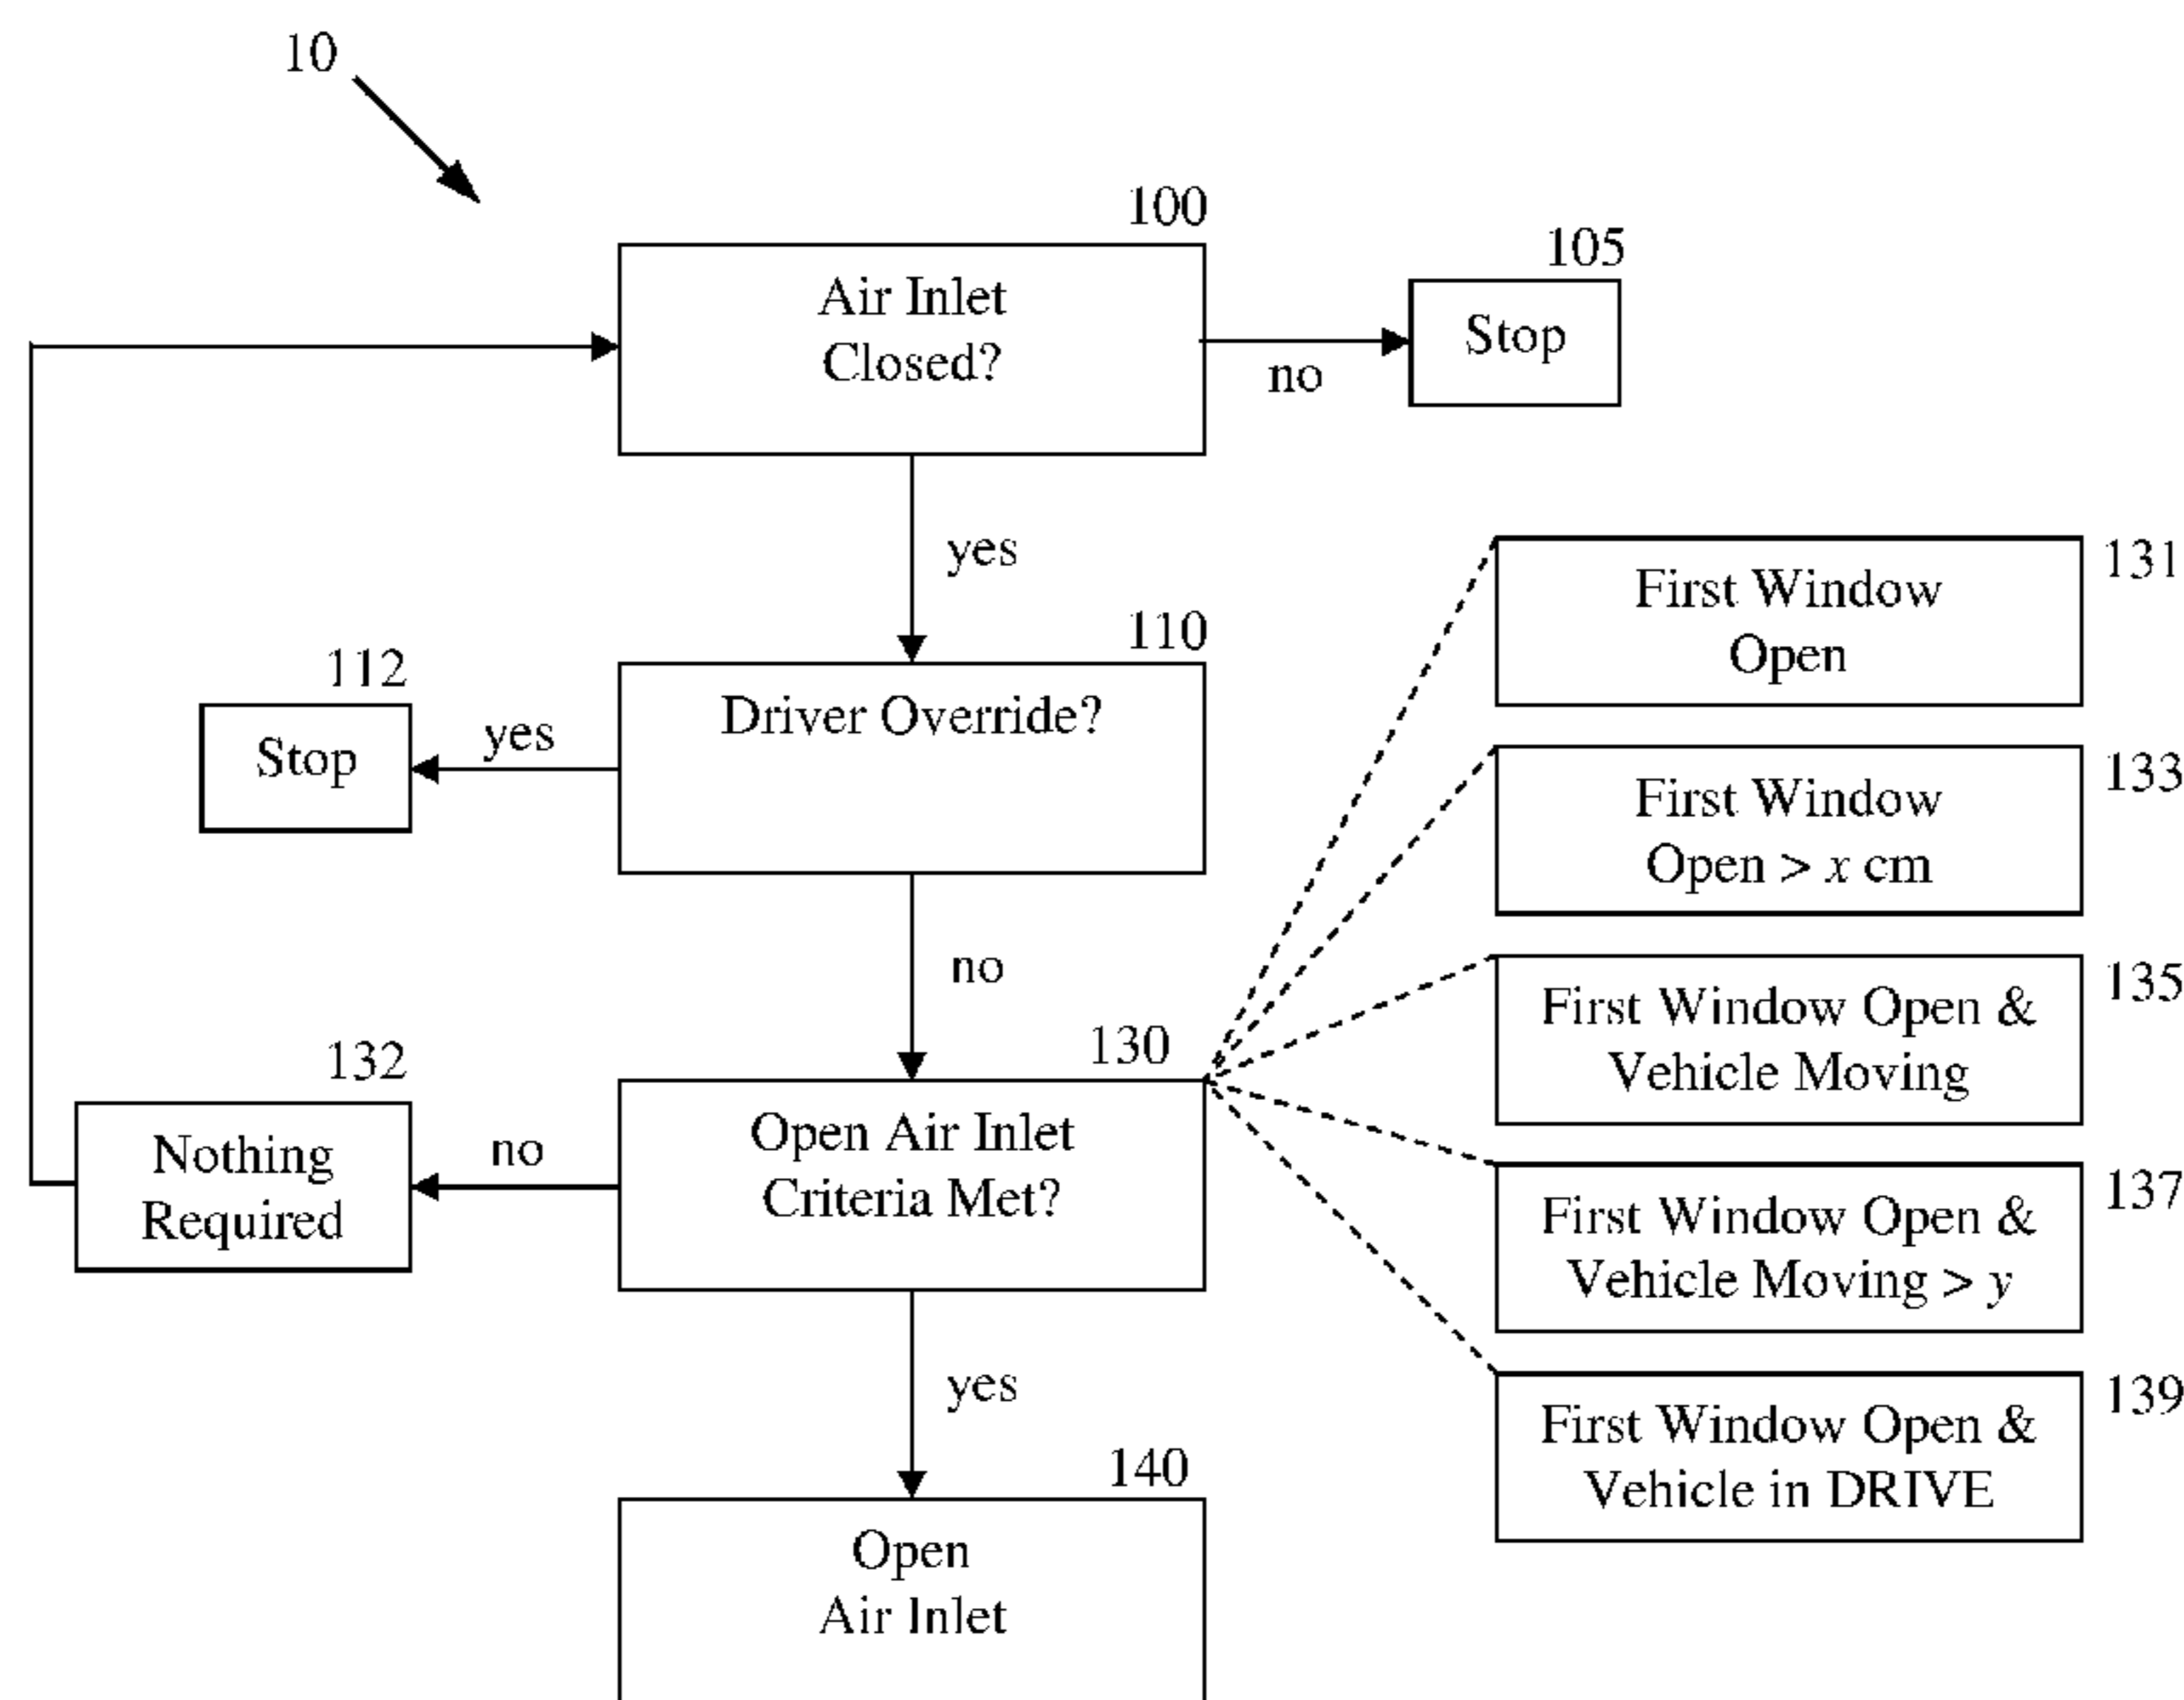 10
100
Air Inlet
Closed?
105
Stop
no
yes
110
Driver Override?
112
Stop
yes
no
130
Open Air Inlet
Criteria Met?
132
Nothing
Required
no
yes
140
Open
Air Inlet
131
First Window
Open
133
First Window
Open > x cm
135
First Window Open &
Vehicle Moving
137
First Window Open &
Vehicle Moving > y
139
First Window Open &
Vehicle in DRIVE